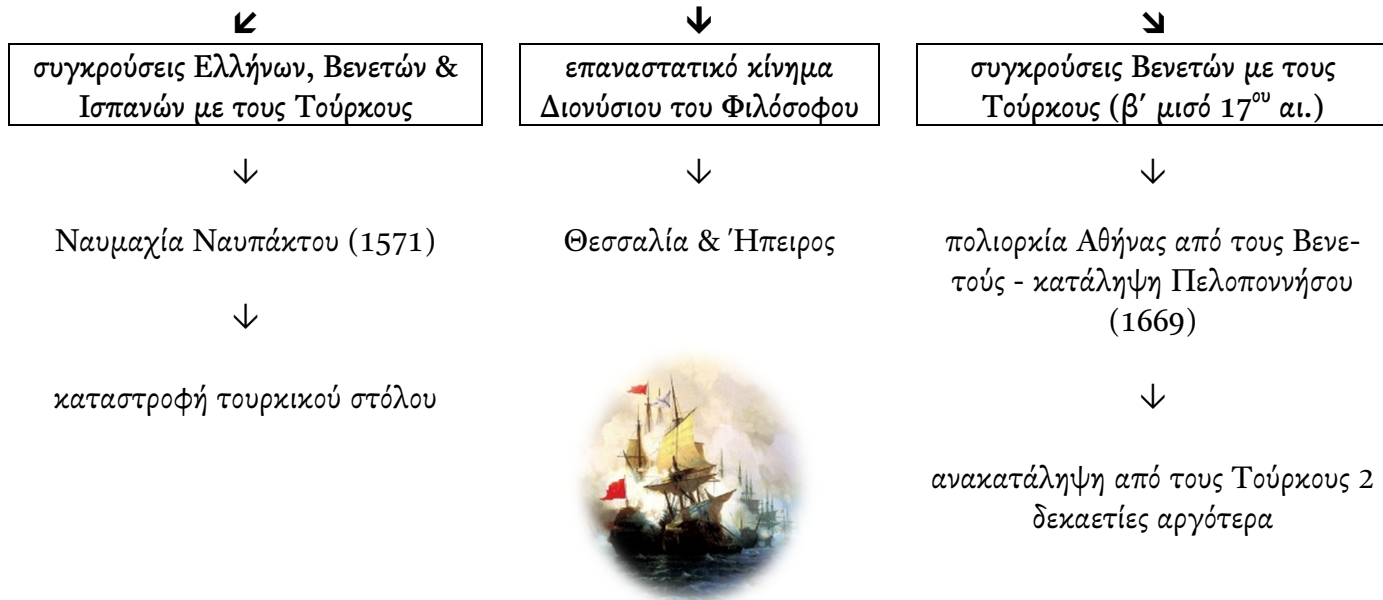 συγκρούσεις Ελλήνων, Βενετών &
Ισπανών με τους Τούρκους
Ναυμαχία Ναυπάκτου (1571)
καταστροφή τουρκικού στόλου
επαναστατικό κίνημα
Διονύσιου του Φιλόσοφου
Θεσσαλία & Ήπειρος
συγκρούσεις Βενετών με τους
Τούρκους (β΄ μισό 17ου αι.)
πολιορκία Αθήνας από τους Βενε-
τούς - κατάληψη Πελοποννήσου
(1669)
ανακατάληψη από τους Τούρκους 2
δεκαετίες αργότερα